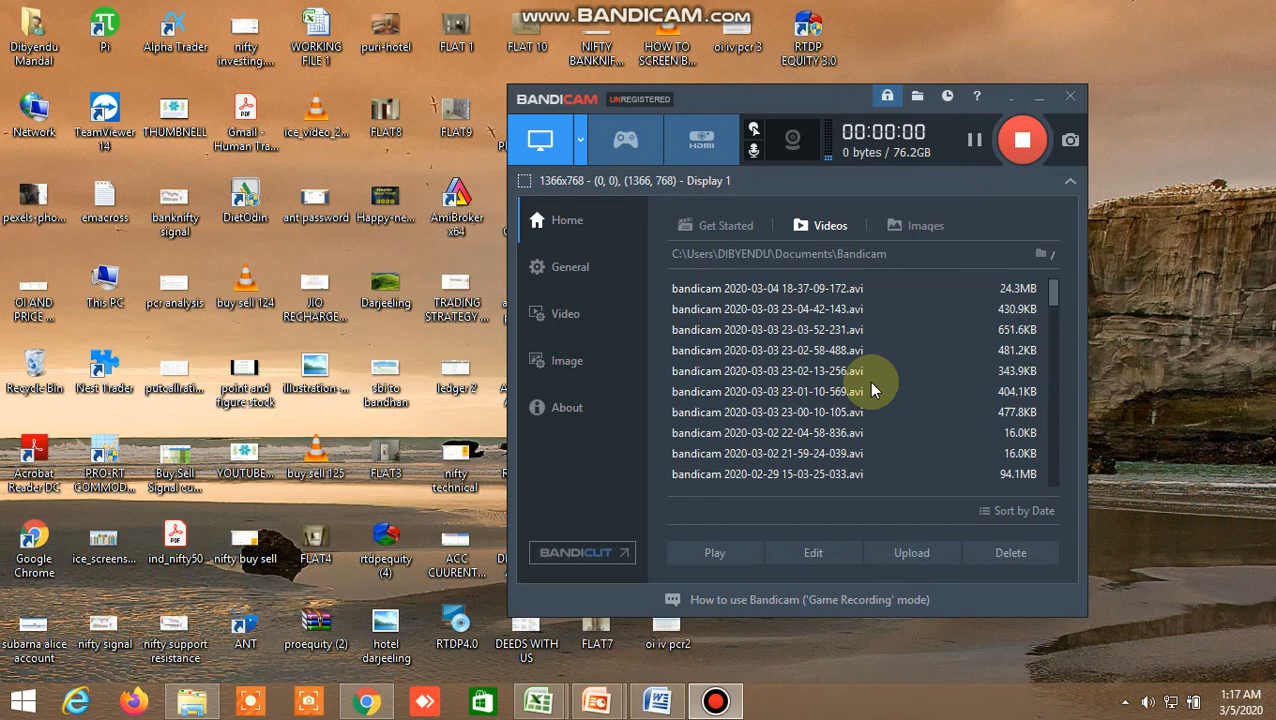 www.BANDICAM.com
Dibyendu Mandal
Pi
Alpha Trader
nifty investing....
WORKING FILE 1
puri-hotel
FLAT 1
FLAT 10
NIFTY BANKNIF...
HOW TO SCREEN B...
oi iv pcr 3
RTDP EQUITY 3.0
Network
TeamViewer 14
THUMBNELL
Gmail - Human Tra...
ice_video_2...
FLAT8
FLAT9
pexels-pho...
emacross
banknifty signal
DietOdin
ant password
Happy-ne...
AmiBroker x64
OI AND PRICE ...
This PC
pcr analysis
buy sell 124
JIO RECHARGE...
Darjeeling
TRADING STRATEGY...
Recycle Bin
Nest Trader
putcallrati...
point and figure stock
illustration-...
sbi to bandhan
ledger 2
Acrobat Reader DC
PRO-RT COMMOD...
Buy Sell Signal cu...
YOUTUBE...
buy sell 125
FLAT3
nifty technical
Google Chrome
ice_screens...
ind_nifty50
nifty buy sell
FLAT4
rtdpequity (4)
ACC CUURENT...
subarna alice account
nifty signal
nifty support resistance
ANT
proequity (2)
hotel darjeeling
RTDP4.0
DEEDS WITH US
FLAT7
oi iv pcr2
BANDICAM UNREGISTERED
?
HDMI
00:00:00
0 bytes / 76.2GB
1366x768 - (0, 0), (1366, 768) - Display 1
Home
General
Video
Image
About
BANDICUT
Get Started
Videos
Images
C:\Users\DIBYENDU\Documents\Bandicam
/
bandicam 2020-03-04 18-37-09-172.avi 24.3MB
bandicam 2020-03-03 23-04-42-143.avi 430.9KB
bandicam 2020-03-03 23-03-52-231.avi 651.6KB
bandicam 2020-03-03 23-02-58-488.avi 481.2KB
bandicam 2020-03-03 23-02-13-256.avi 343.9KB
bandicam 2020-03-03 23-01-10-569.avi 404.1KB
bandicam 2020-03-03 23-00-10-105.avi 477.8KB
bandicam 2020-03-02 22-04-58-836.avi 16.0KB
bandicam 2020-03-02 21-59-24-039.avi 16.0KB
bandicam 2020-02-29 15-03-25-033.avi 94.1MB
Sort by Date
Play
Edit
Upload
Delete
How to use Bandicam ('Game Recording' mode)
1:17 AM
3/5/2020